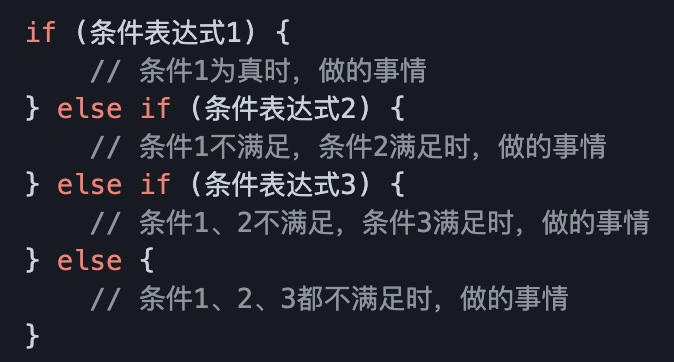 if (条件表达式1) {
    // 条件1为真时，做的事情
} else if (条件表达式2) {
    // 条件1不满足，条件2满足时，做的事情
} else if (条件表达式3) {
    // 条件1、2不满足，条件3满足时，做的事情
} else {
    // 条件1、2、3都不满足时，做的事情
}